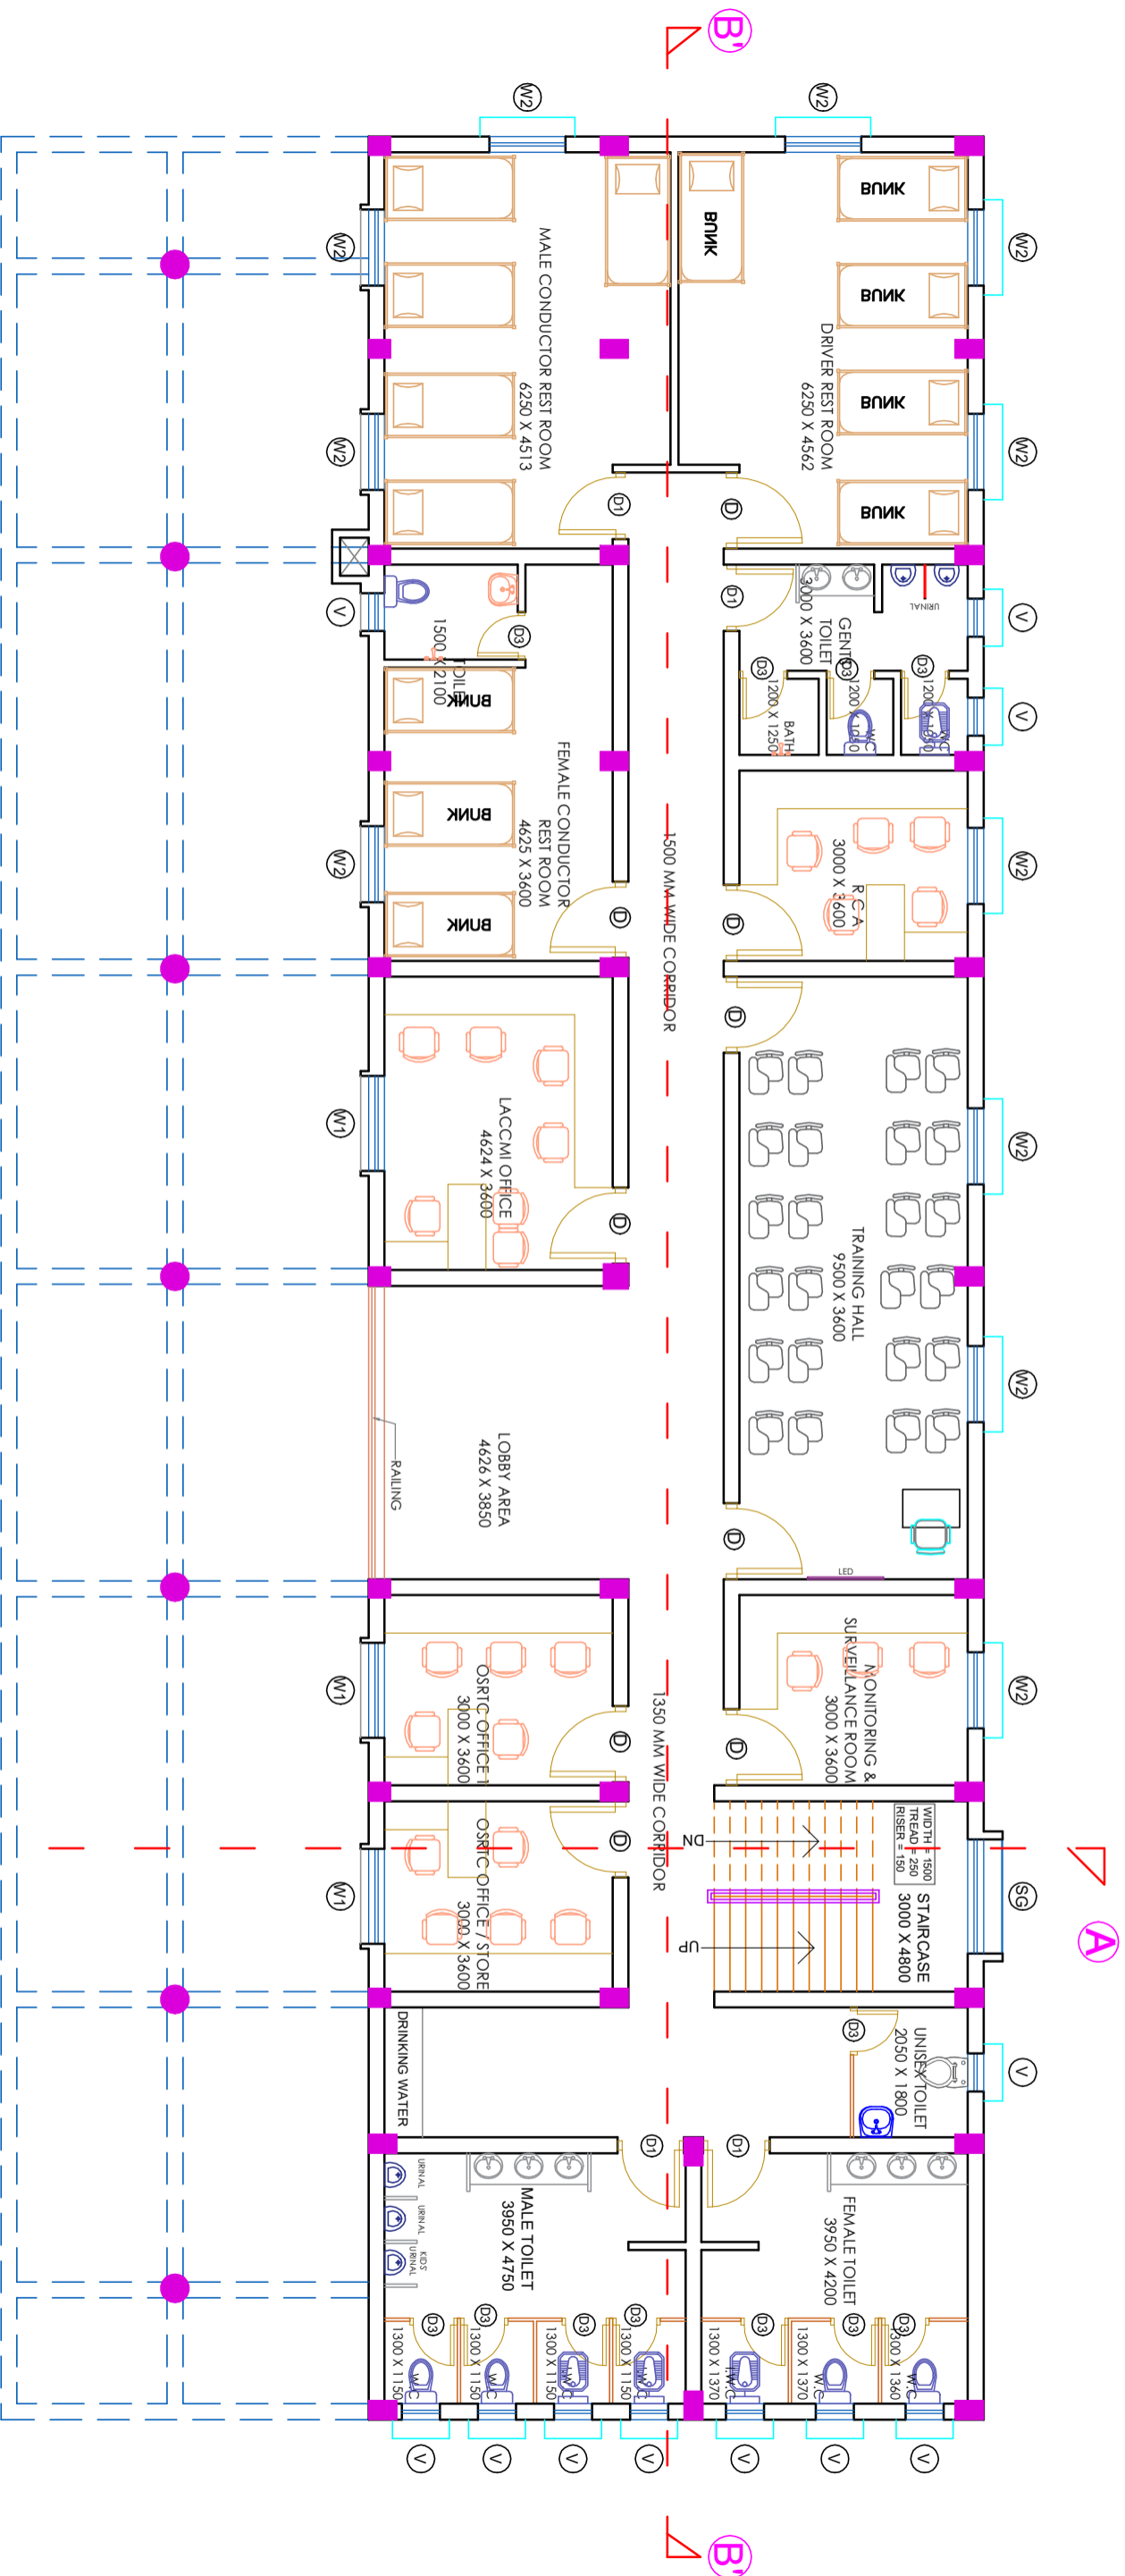 B'
W2
W2
W2
W2
BUNK
BUNK
BUNK
BUNK
BUNK
MALE CONDUCTOR REST ROOM
6250 X 4513
DRIVER REST ROOM
6250 X 4562
W2
W2
D1
D
V
D1
V
D3
URINAL
GENTS
TOILET
3000 X 3600
TOILET
1500 X 2100
D3
D3
D3
1200 X 1250
BATH
1200 X 1050
W.C
1200 X 1050
W.C
V
BUNK
BUNK
BUNK
FEMALE CONDUCTOR
REST ROOM
4625 X 3600
W2
D
1500 MM WIDE CORRIDOR
R C A
3000 X 3600
D
W2
D
LACCMI OFFICE
4624 X 3600
W1
D
TRAINING HALL
9500 X 3600
W2
W2
LOBBY AREA
4626 X 3850
RAILING
D
LED
MONITORING &
SURVEILLANCE ROOM
3000 X 3600
W2
D
OSRTC OFFICE 1
3000 X 3600
W1
D
1350 MM WIDE CORRIDOR
OSRTC OFFICE / STORE
3000 X 3600
W1
D
DN
UP
WIDTH = 1500
TREAD = 250
RISER = 150
STAIRCASE
3000 X 4800
SG
A
DRINKING WATER
D3
UNISEX TOILET
2050 X 1800
V
D1
D1
URINAL
URINAL
KIDS'
URINAL
MALE TOILET
3950 X 4750
FEMALE TOILET
3950 X 4200
D3
D3
D3
D3
D3
D3
D3
1300 X 1150
W.C
1300 X 1150
W.C
1300 X 1150
I.W.C
1300 X 1150
I.W.C
1300 X 1370
I.W.C
1300 X 1370
W.C
1300 X 1360
W.C
V
V
V
V
V
V
V
B'